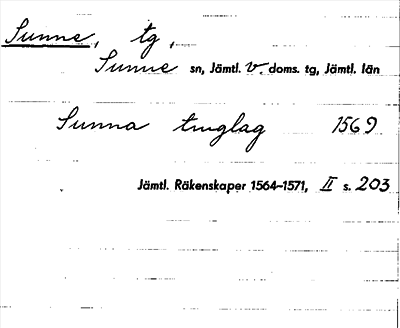 Sunne, tg,
Sunne sn, Jämtl. v. doms. tg, Jämtl. län
Sunna tinglag 1569
Jämtl. Räkenskaper 1564-1571, II s. 203